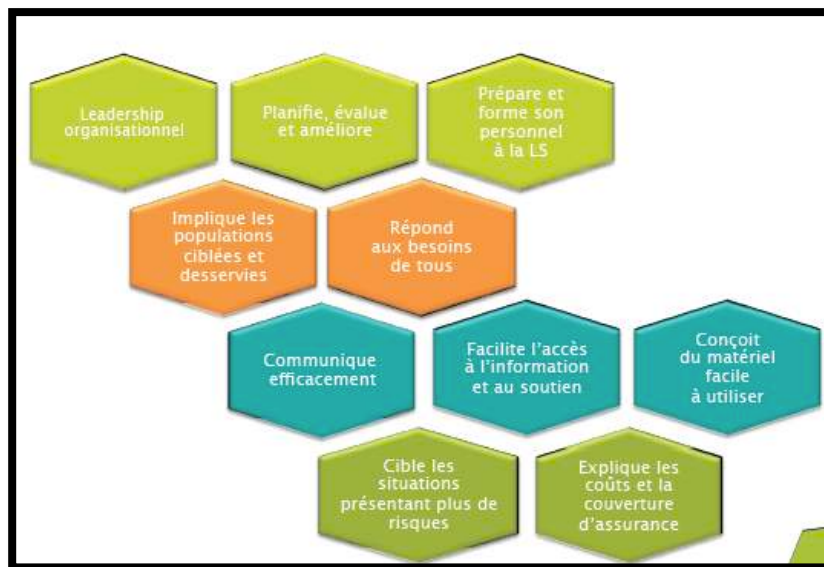 Leadership
organisationnel
Planifie, évalue
et améliore
Prépare et
forme son
personnel
à la LS
Implique les
populations
ciblées et
desservies
Répond
aux besoins
de tous
Communique
efficacement
Facilite l'accès
à l'information
et au soutien
Conçoit
du matériel
facile
à utiliser
Cible les
situations
présentant plus de
risques
Explique les
coûts et la
couverture
d'assurance